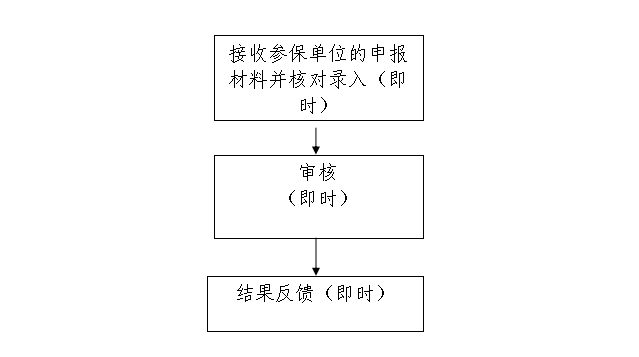 接收参保单位的申报
材料并核对录入（即
时）
审核
（即时）
结果反馈（即时）